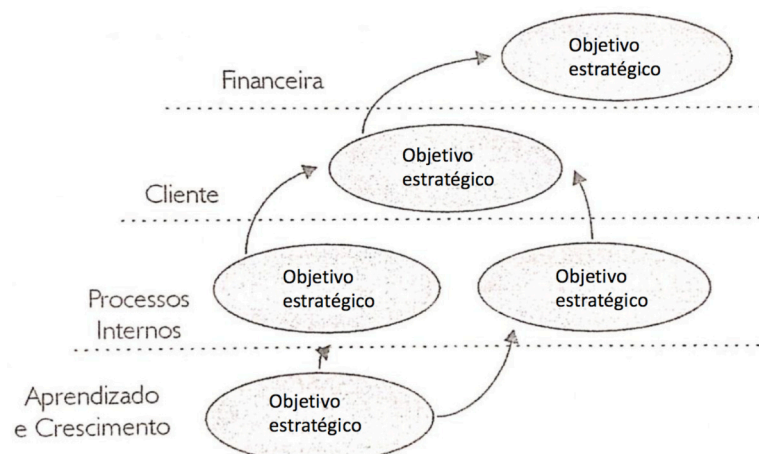 Objetivo
estratégico
Financeira
Objetivo
estratégico
Cliente
Objetivo
estratégico
Objetivo
estratégico
Processos
Internos
Objetivo
estratégico
Aprendizado
e Crescimento